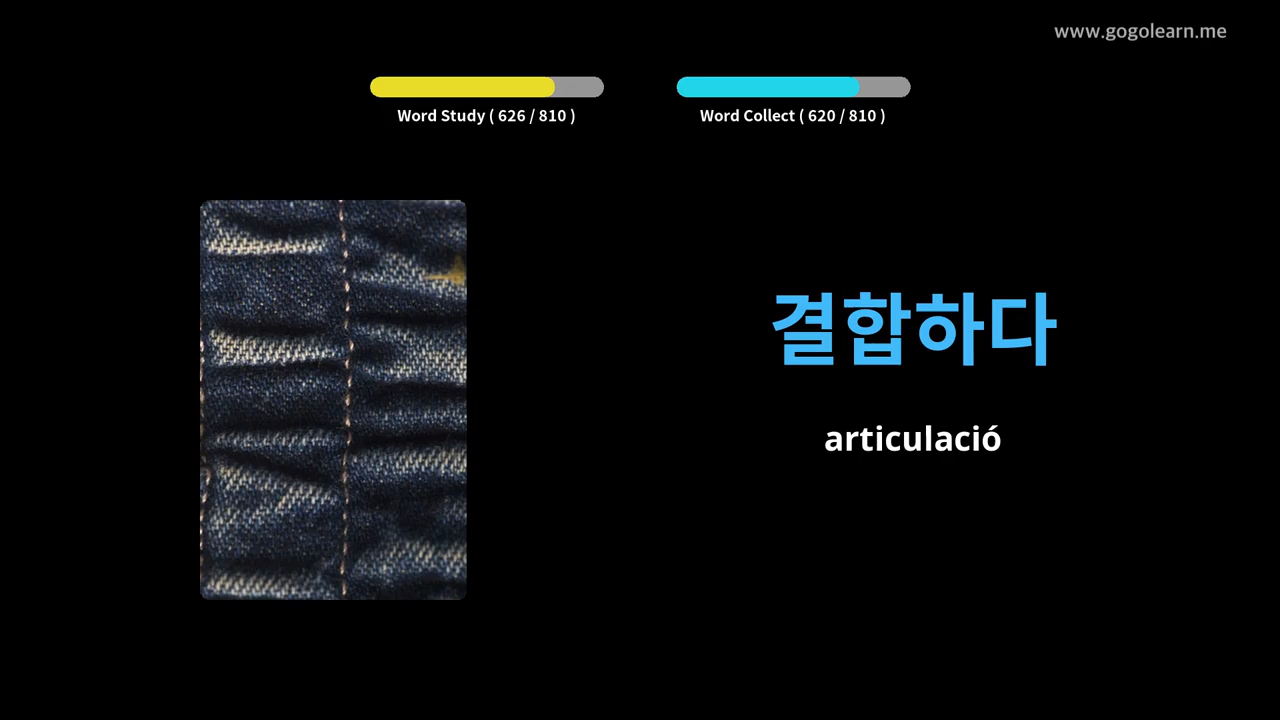 www.gogolearn.me
Word Study ( 626 / 810 )
Word Collect ( 620 / 810 )
결합하다
articulació